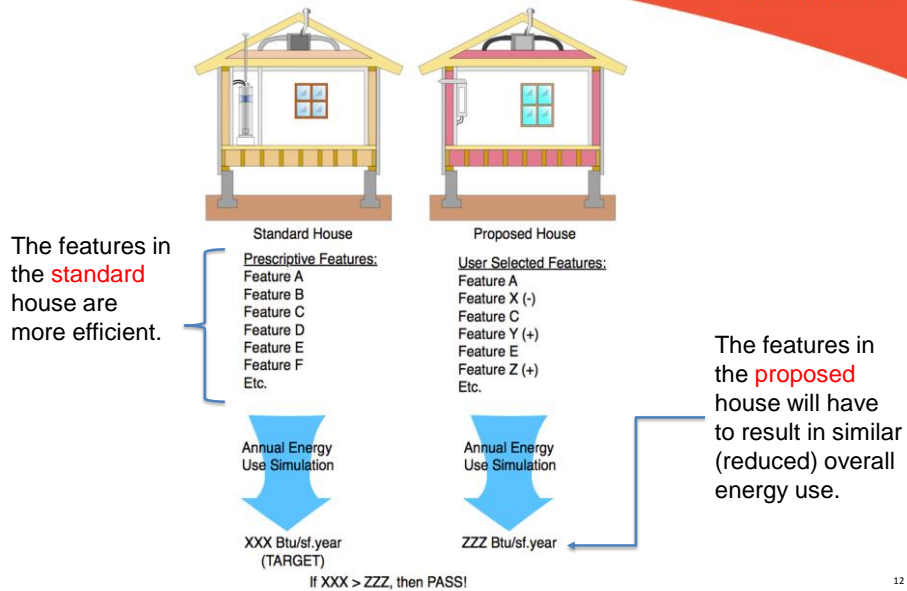 Standard House
Proposed House
The features in
the standard
house are
more efficient.
Prescriptive Features:
Feature A
Feature B
Feature C
Feature D
Feature E
Feature F
Etc.
User Selected Features:
Feature A
Feature X (-)
Feature C
Feature Y (+)
Feature E
Feature Z (+)
Etc.
The features in
the proposed
house will have
to result in similar
(reduced) overall
energy use.
Annual Energy
Use Simulation
Annual Energy
Use Simulation
XXX Btu/sf.year
(TARGET)
ZZZ Btu/sf.year
If XXX > ZZZ, then PASS!
12